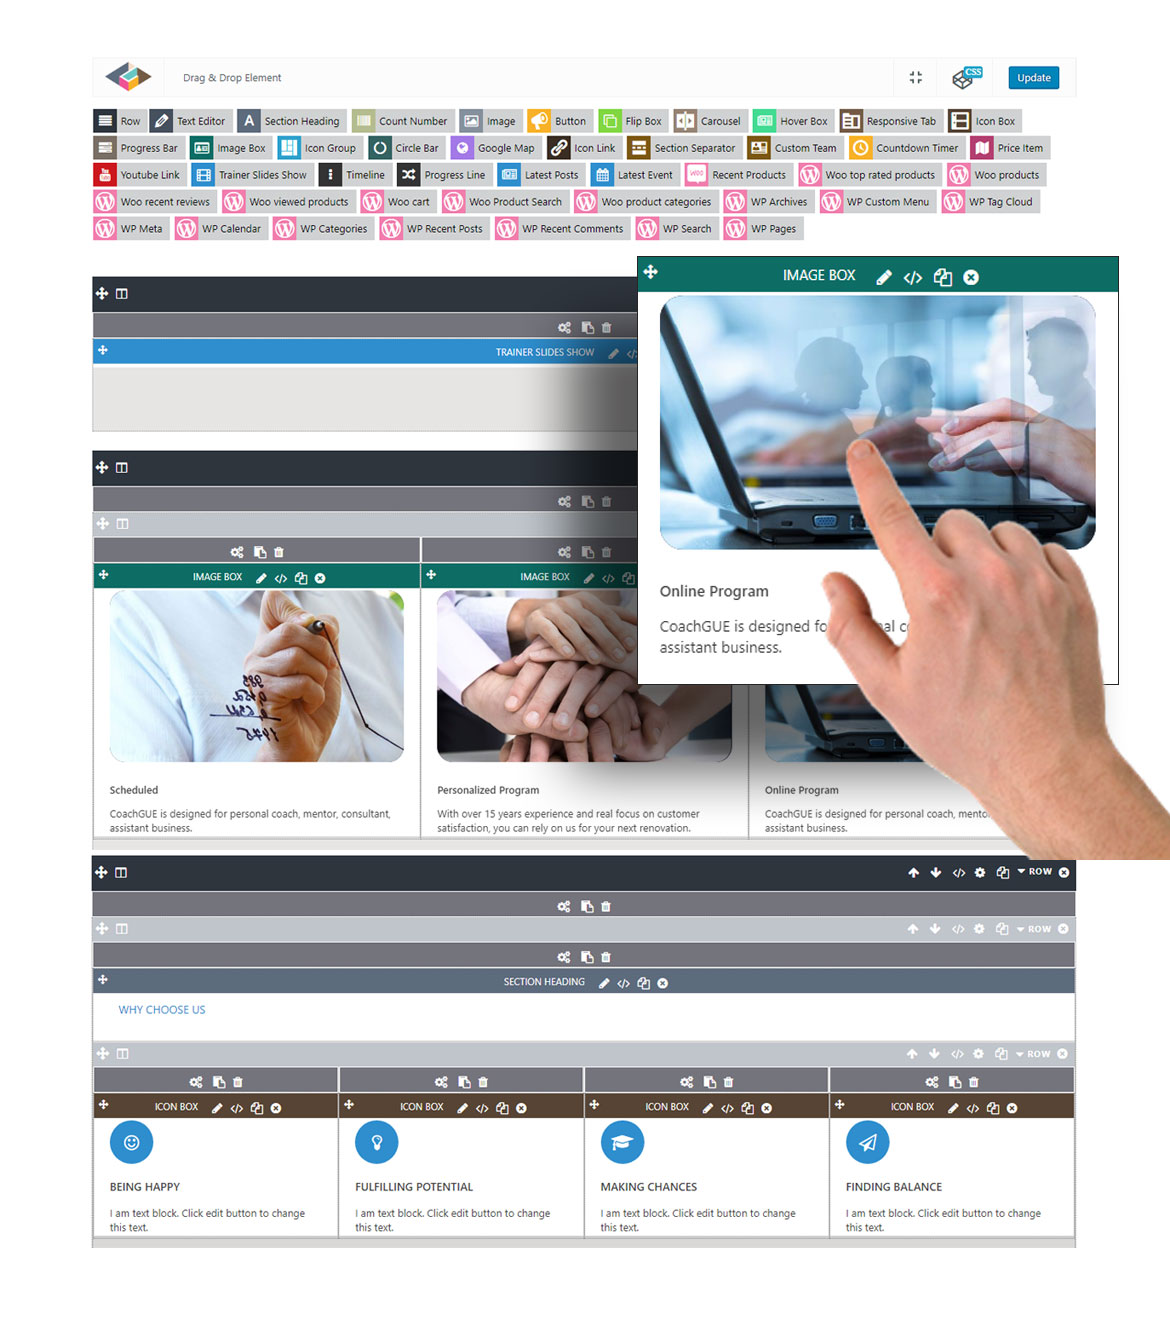 Drag & Drop Element
CSS
Update
Row Text Editor Section Heading Count Number Image Button Flip Box Carousel Hover Box Responsive Tab Icon Box
Progress Bar Image Box Icon Group Circle Bar Google Map Icon Link Section Separator Custom Team Countdown Timer Price Item
Youtube Link Trainer Slides Show Timeline Progress Line Latest Posts Latest Event Recent Products Woo top rated products Woo products
Woo recent reviews Woo viewed products Woo cart Woo Product Search Woo product categories WP Archives WP Custom Menu WP Tag Cloud
WP Meta WP Calendar WP Categories WP Recent Posts WP Recent Comments WP Search WP Pages
IMAGE BOX
TRAINER SLIDES SHOW
Online Program
CoachGUE is designed for
assistant business.
IMAGE BOX
IMAGE BOX
Scheduled
CoachGUE is designed for personal coach, mentor, consultant,
assistant business.
Personalized Program
With over 15 years experience and real focus on customer
satisfaction, you can rely on us for your next renovation.
Online Program
CoachGUE is designed for personal coach,
assistant business.
ROW
ROW
SECTION HEADING
WHY CHOOSE US
ROW
ICON BOX
ICON BOX
ICON BOX
ICON BOX
BEING HAPPY
I am text block. Click edit button to change
this text.
FULFILLING POTENTIAL
I am text block. Click edit button to change
this text.
MAKING CHANCES
I am text block. Click edit button to change
this text.
FINDING BALANCE
I am text block. Click edit button to change
this text.